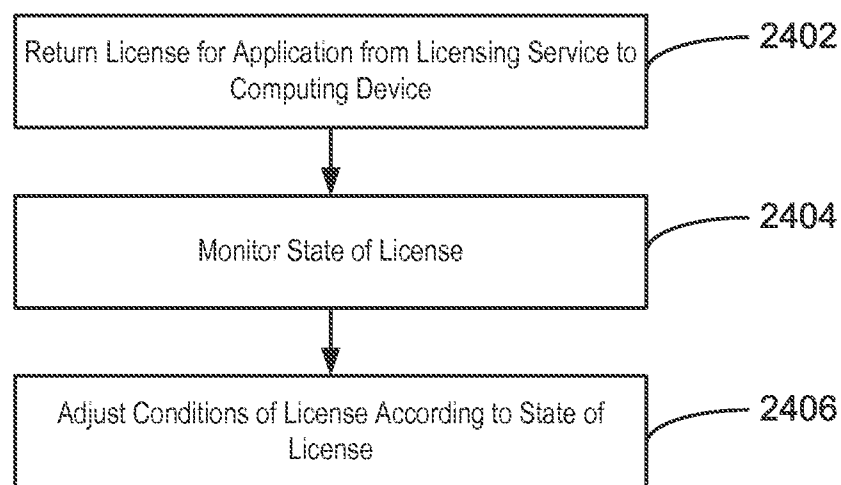 Return License for Application from Licensing Service to
Computing Device
2402
Monitor State of License
2404
Adjust Conditions of License According to State of
License
2406